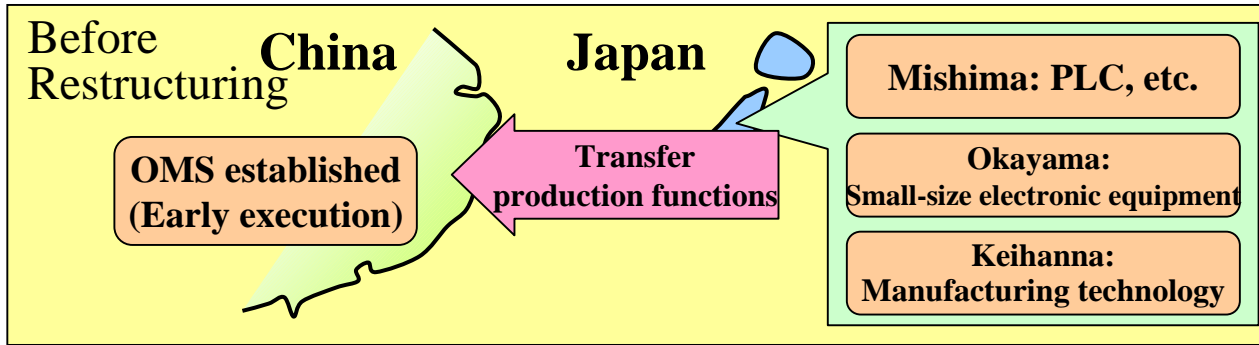 Before
Restructuring
China
Japan
OMS established
(Early execution)
Transfer
production functions
Mishima: PLC, etc.
Okayama:
Small-size electronic equipment
Keihanna:
Manufacturing technology